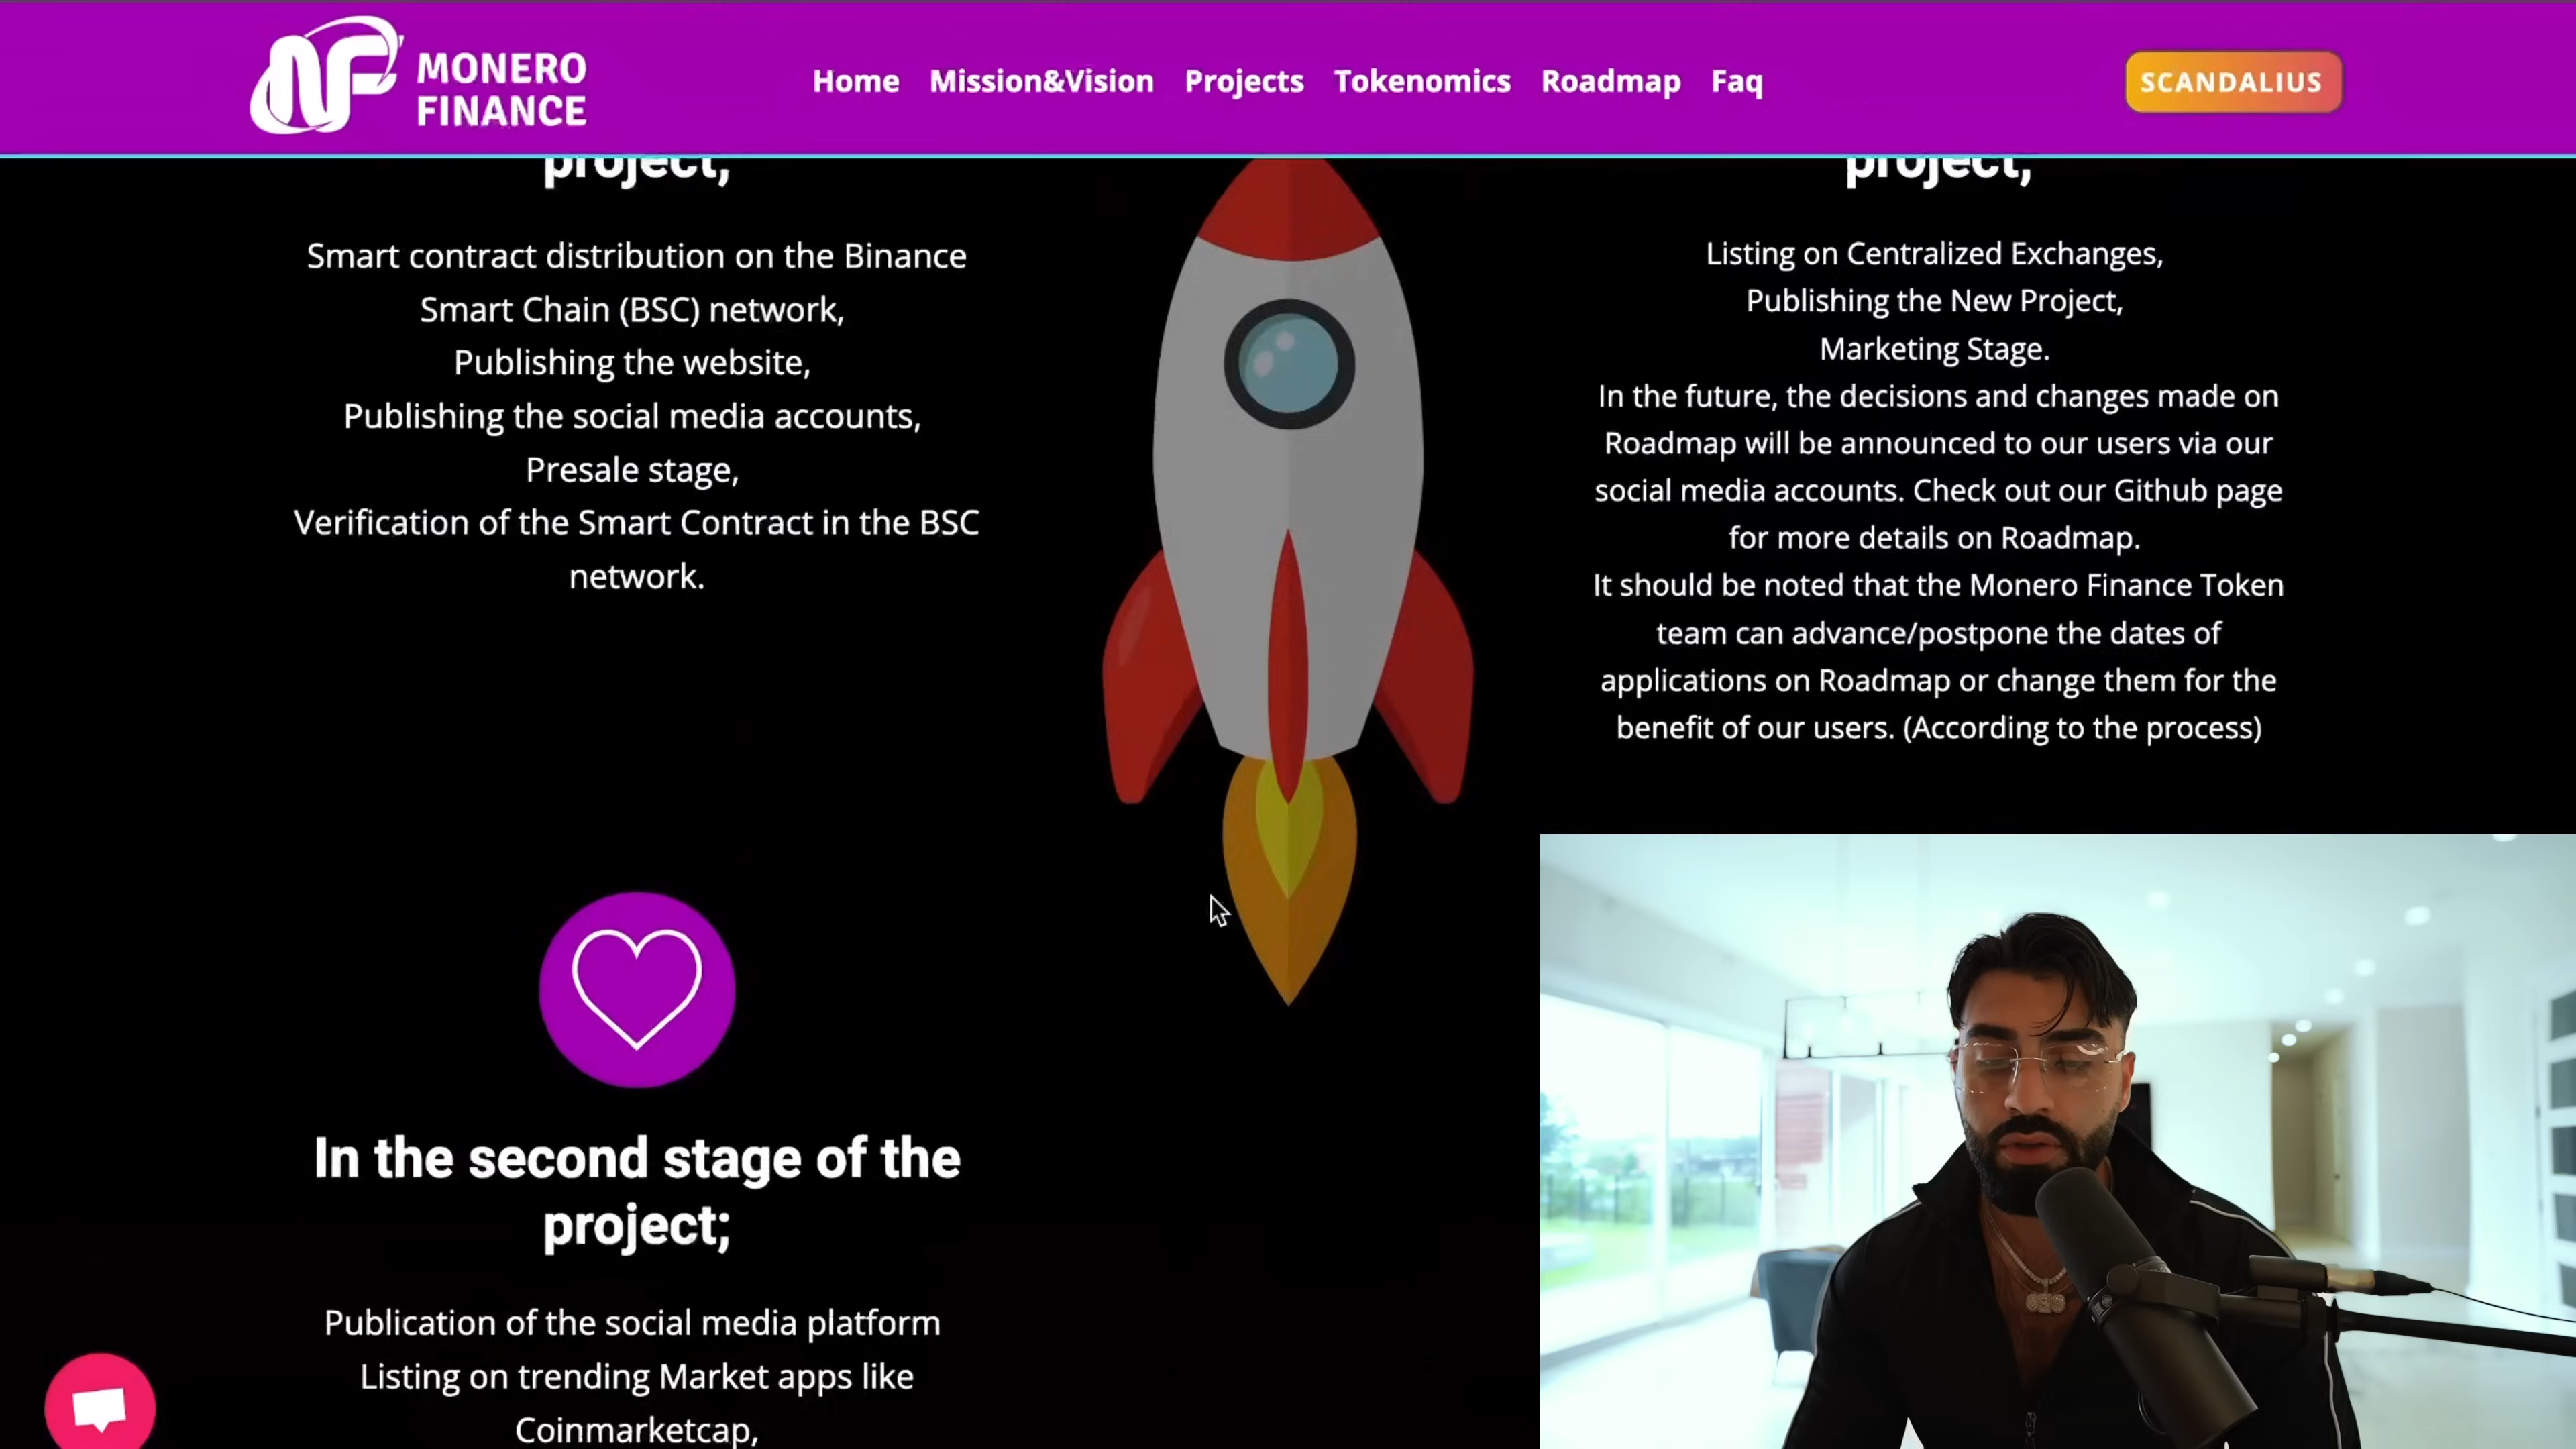 MONERO
FINANCE
Home Mission&Vision Projects Tokenomics Roadmap Faq
SCANDALIUS
project;
Smart contract distribution on the Binance
Smart Chain (BSC) network,
Publishing the website,
Publishing the social media accounts,
Presale stage,
Verification of the Smart Contract in the BSC
network.
In the second stage of the
project;
Publication of the social media platform
Listing on trending Market apps like
Coinmarketcap,
project;
Listing on Centralized Exchanges,
Publishing the New Project,
Marketing Stage.
In the future, the decisions and changes made on
Roadmap will be announced to our users via our
social media accounts. Check out our Github page
for more details on Roadmap.
It should be noted that the Monero Finance Token
team can advance/postpone the dates of
applications on Roadmap or change them for the
benefit of our users. (According to the process)